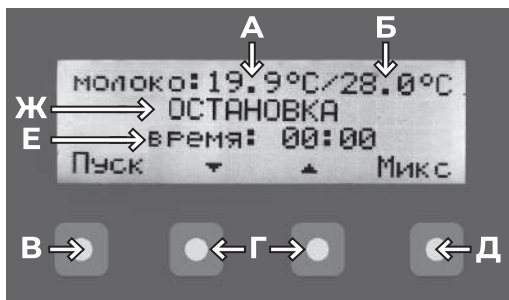 А Б
молоко:19.9°C/28.0°C
Ж ОСТАНОВКА
Е время: 00:00
Пуск ▼ ▲ Микс
В Г Д